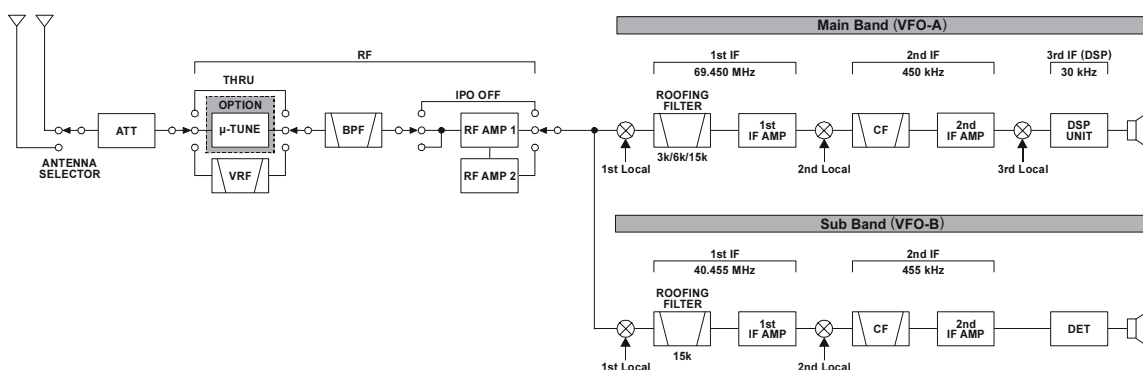 Main Band (VFO-A)
RF
1st IF
69.450 MHz
2nd IF
450 kHz
3rd IF (DSP)
30 kHz
THRU
OPTION
µ-TUNE
IPO OFF
ROOFING
FILTER
ATT
BPF
RF AMP 1
1st
IF AMP
CF
2nd
IF AMP
DSP
UNIT
3k/6k/15k
ANTENNA
SELECTOR
VRF
RF AMP 2
1st Local
2nd Local
3rd Local
Sub Band (VFO-B)
1st IF
40.455 MHz
2nd IF
455 kHz
ROOFING
FILTER
1st
IF AMP
CF
2nd
IF AMP
DET
15k
1st Local
2nd Local